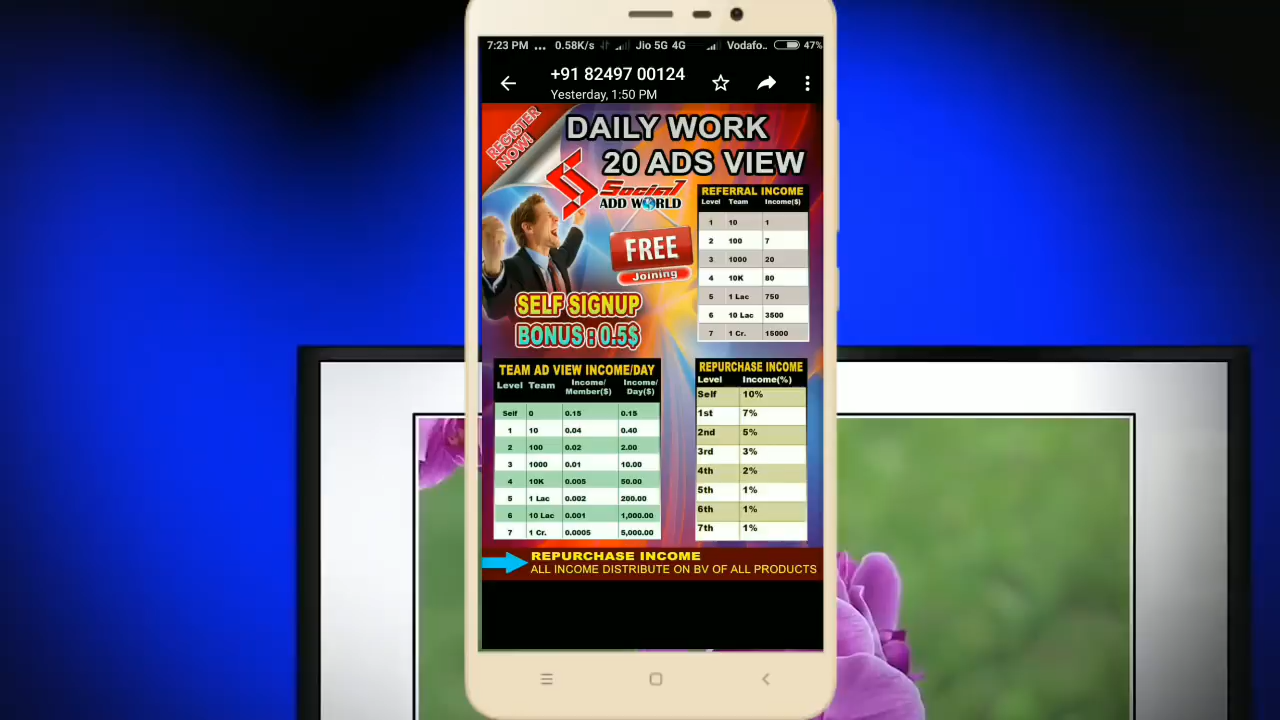 7:23 PM ... 0.58K/s Jio 5G 4G Vodafo.. 47%
+91 82497 00124
Yesterday, 1:50 PM
REGISTER NOW!
DAILY WORK
20 ADS VIEW
Social
ADD WORLD
FREE
Joining
SELF SIGNUP
BONUS : 0.5$
REFERRAL INCOME
Level Team Income($)
1 10 1
2 100 7
3 1000 20
4 10K 80
5 1 Lac 750
6 10 Lac 3500
7 1 Cr. 15000
TEAM AD VIEW INCOME/DAY
Level Team Income/Member($) Income/Day($)
Self 0 0.15 0.15
1 10 0.04 0.40
2 100 0.02 2.00
3 1000 0.01 10.00
4 10K 0.005 50.00
5 1 Lac 0.002 200.00
6 10 Lac 0.001 1,000.00
7 1 Cr. 0.0005 5,000.00
REPURCHASE INCOME
Level Income(%)
Self 10%
1st 7%
2nd 5%
3rd 3%
4th 2%
5th 1%
6th 1%
7th 1%
REPURCHASE INCOME
ALL INCOME DISTRIBUTE ON BV OF ALL PRODUCTS